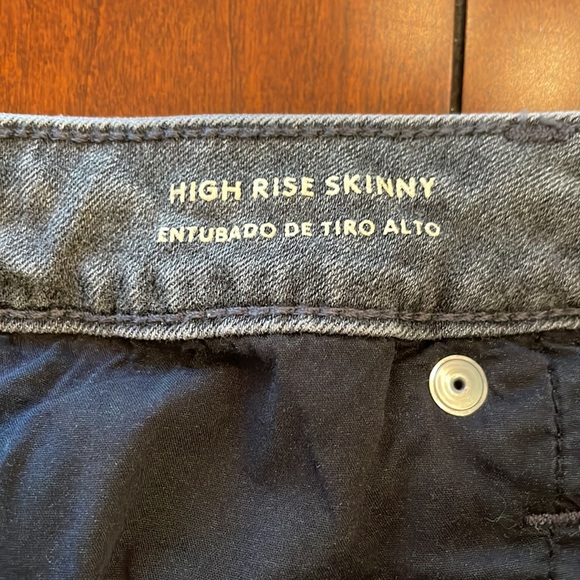 HIGH RISE SKINNY
ENTUBADO DE TIRO ALTO